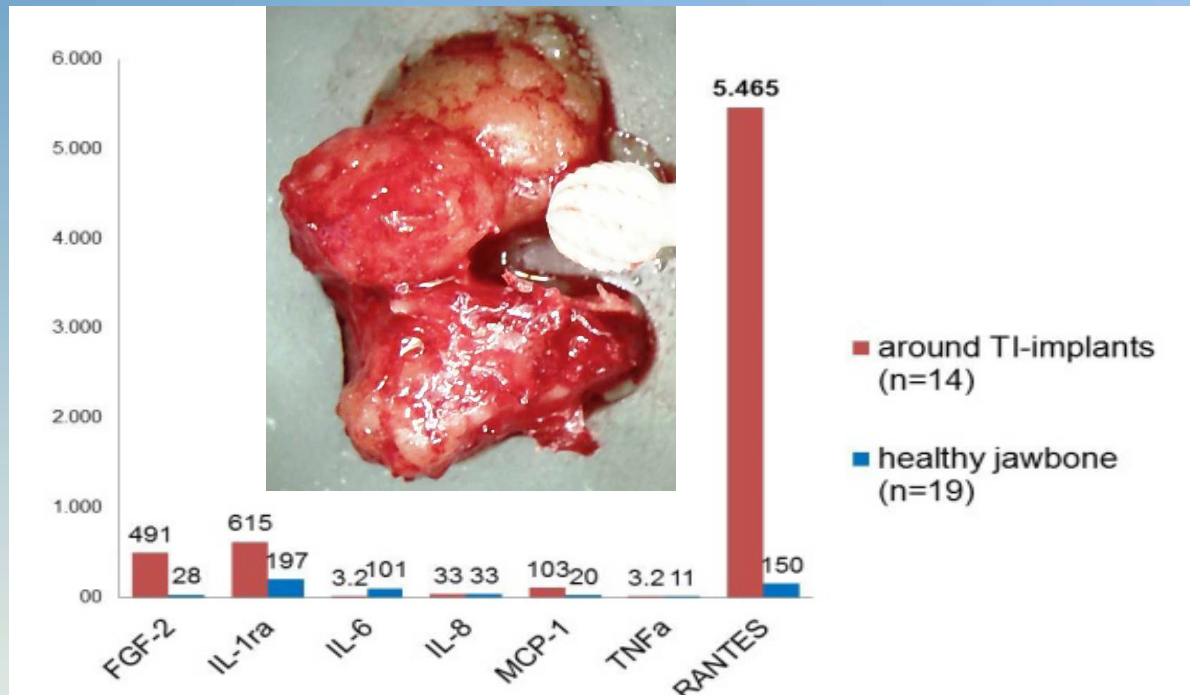 6.000
5.465
5.000
4.000
3.000
around TI-implants
(n=14)
2.000
healthy jawbone
(n=19)
1.000
491
28
615
197
3.2
101
33
33
103
20
3.2
11
150
00
FGF-2
IL-1ra
IL-6
IL-8
MCP-1
TNFa
RANTES